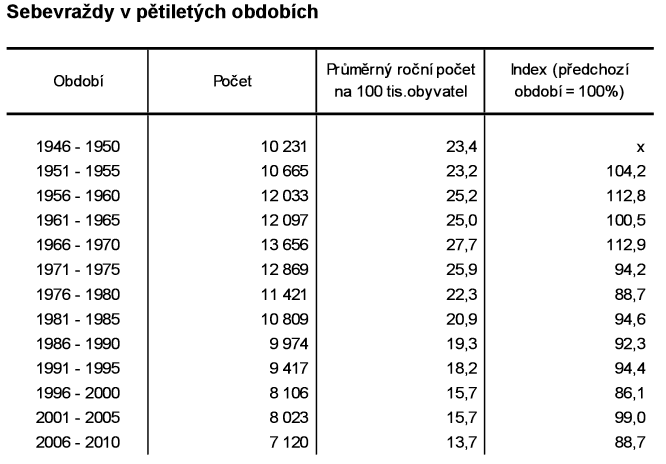 Sebevraždy v pětiletých obdobích
Období Počet Průměrný roční počet na 100 tis.obyvatel Index (předchozí období = 100%)
1946 - 1950 10 231 23,4 x
1951 - 1955 10 665 23,2 104,2
1956 - 1960 12 033 25,2 112,8
1961 - 1965 12 097 25,0 100,5
1966 - 1970 13 656 27,7 112,9
1971 - 1975 12 869 25,9 94,2
1976 - 1980 11 421 22,3 88,7
1981 - 1985 10 809 20,9 94,6
1986 - 1990 9 974 19,3 92,3
1991 - 1995 9 417 18,2 94,4
1996 - 2000 8 106 15,7 86,1
2001 - 2005 8 023 15,7 99,0
2006 - 2010 7 120 13,7 88,7